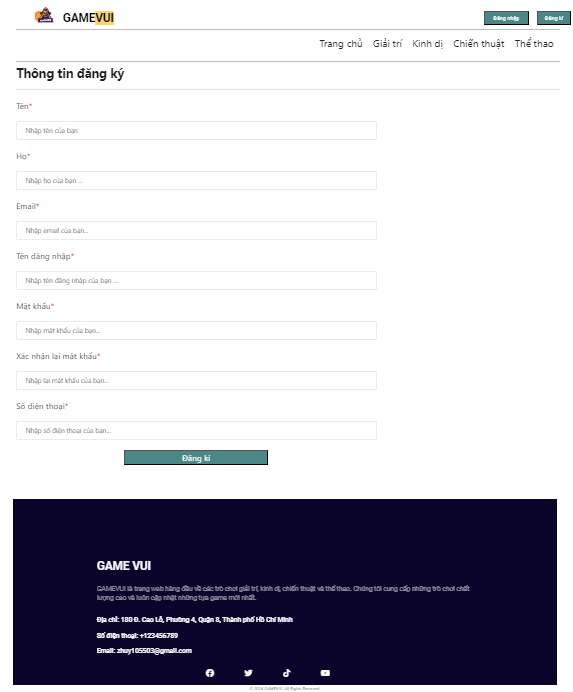 GAMEVUI
Đăng nhập Đăng kí
Trang chủ Giải trí Kinh dị Chiến thuật Thể thao
Thông tin đăng ký
Tên*
Nhập tên của bạn
Họ*
Nhập họ của bạn ...
Email*
Nhập email của bạn...
Tên đăng nhập*
Nhập tên đăng nhập của bạn ...
Mật khẩu*
Nhập mật khẩu của bạn...
Xác nhận lại mật khẩu*
Nhập lại mật khẩu của bạn...
Số điện thoại*
Nhập số điện thoại của bạn...
Đăng kí
GAME VUI
GAMEVUI là trang web hàng đầu về các trò chơi giải trí, kinh dị, chiến thuật và thể thao. Chúng tôi cung cấp những trò chơi chất
lượng cao và luôn cập nhật những tựa game mới nhất.
Địa chỉ: 180 Đ. Cao Lỗ, Phường 4, Quận 8, Thành phố Hồ Chí Minh
Số điện thoại: +123456789
Email: zhuy105503@gmail.com
© 2024 GAMEVUI. All Rights Reserved.